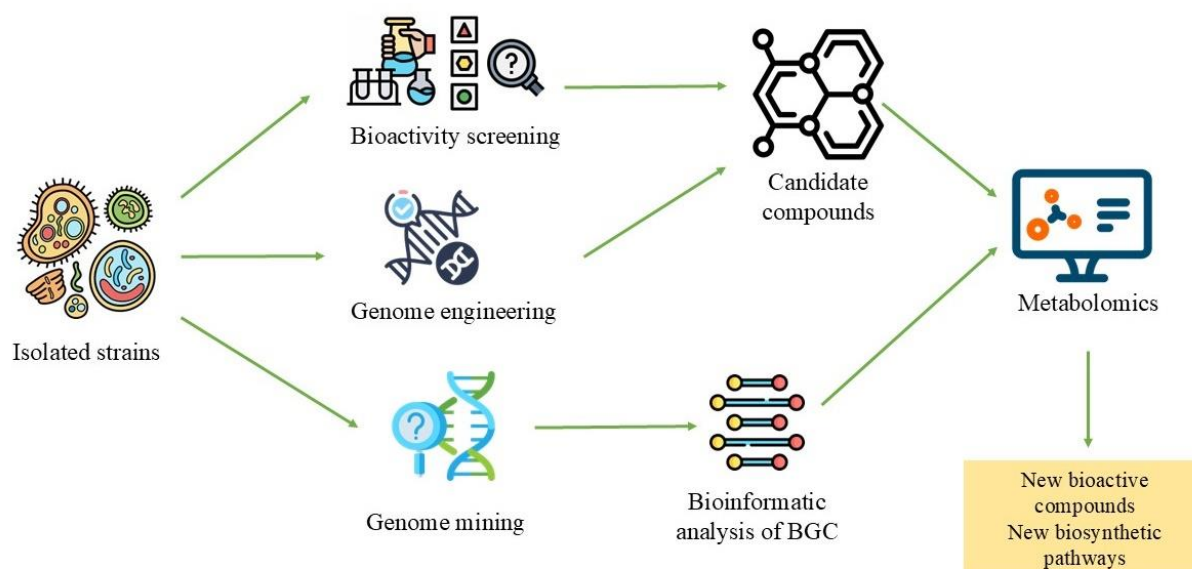 Bioactivity screening
Candidate
compounds
Genome engineering
Metabolomics
Isolated strains
Genome mining
Bioinformatic
analysis of BGC
New bioactive
compounds
New biosynthetic
pathways
?
?